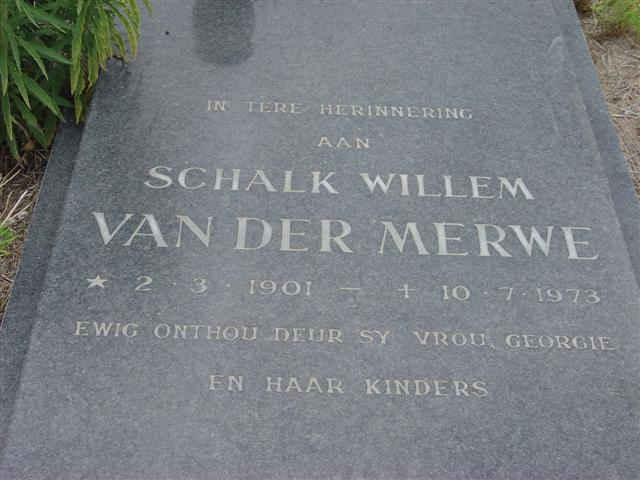 IN TERE HERINNERING
AAN
SCHALK WILLEM
VAN DER MERWE
★ 2 · 3 · 1901 — + 10 · 7 · 1973
EWIG ONTHOU DEUR SY VROU, GEORGIE
EN HAAR KINDERS